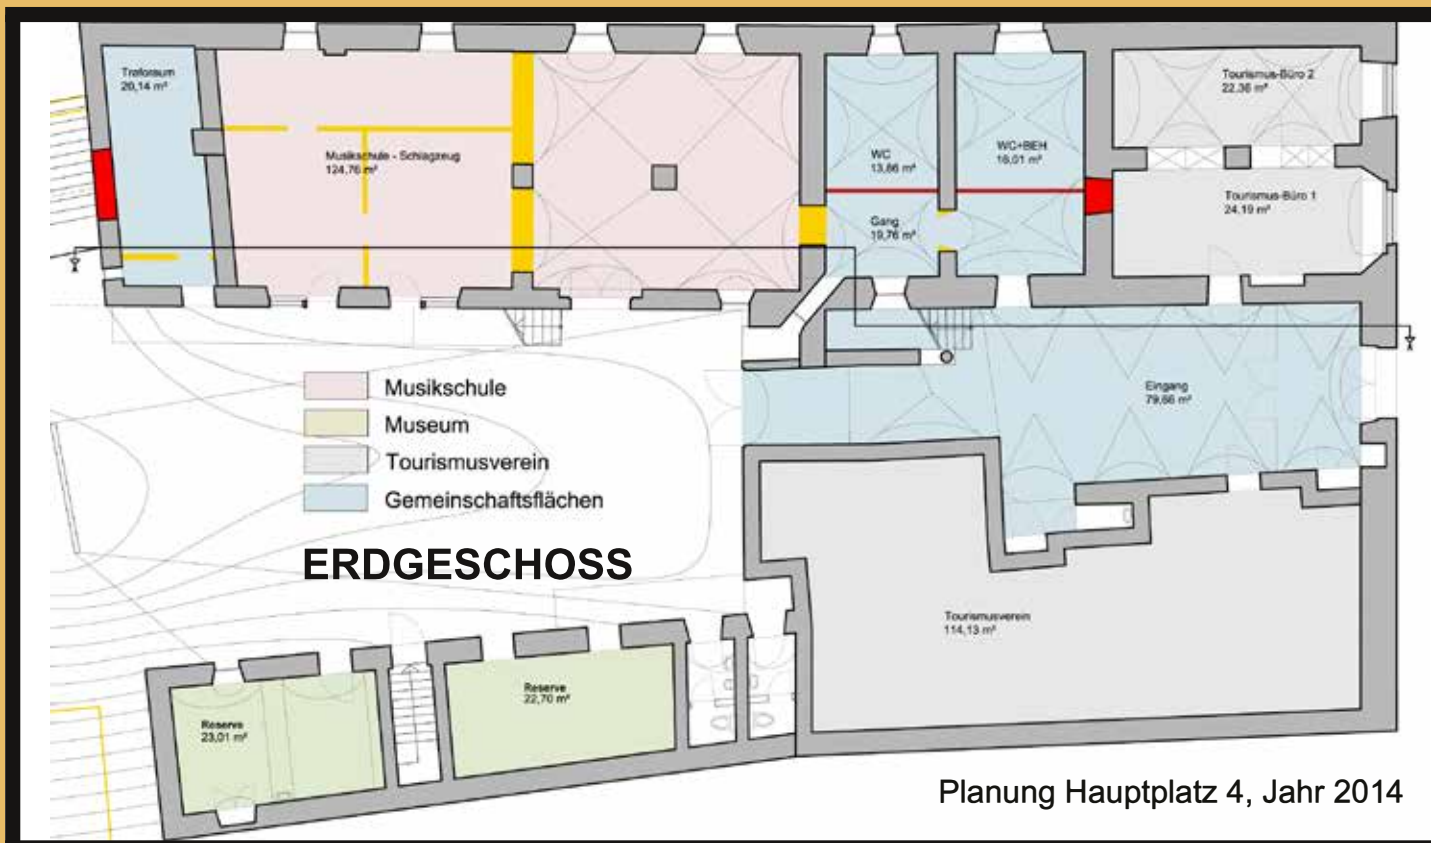 Traforaum
20,14 m²
Musikschule - Schlagzeug
124,76 m²
WC
13,86 m²
WC+BEH
16,01 m²
Tourismus-Büro 2
22,36 m²
Tourismus-Büro 1
24,19 m²
Gang
19,76 m²
Eingang
79,66 m²
Musikschule
Museum
Tourismusverein
Gemeinschaftsflächen
ERDGESCHOSS
Tourismusverein
114,13 m²
Reserve
22,70 m²
Reserve
23,01 m²
Planung Hauptplatz 4, Jahr 2014